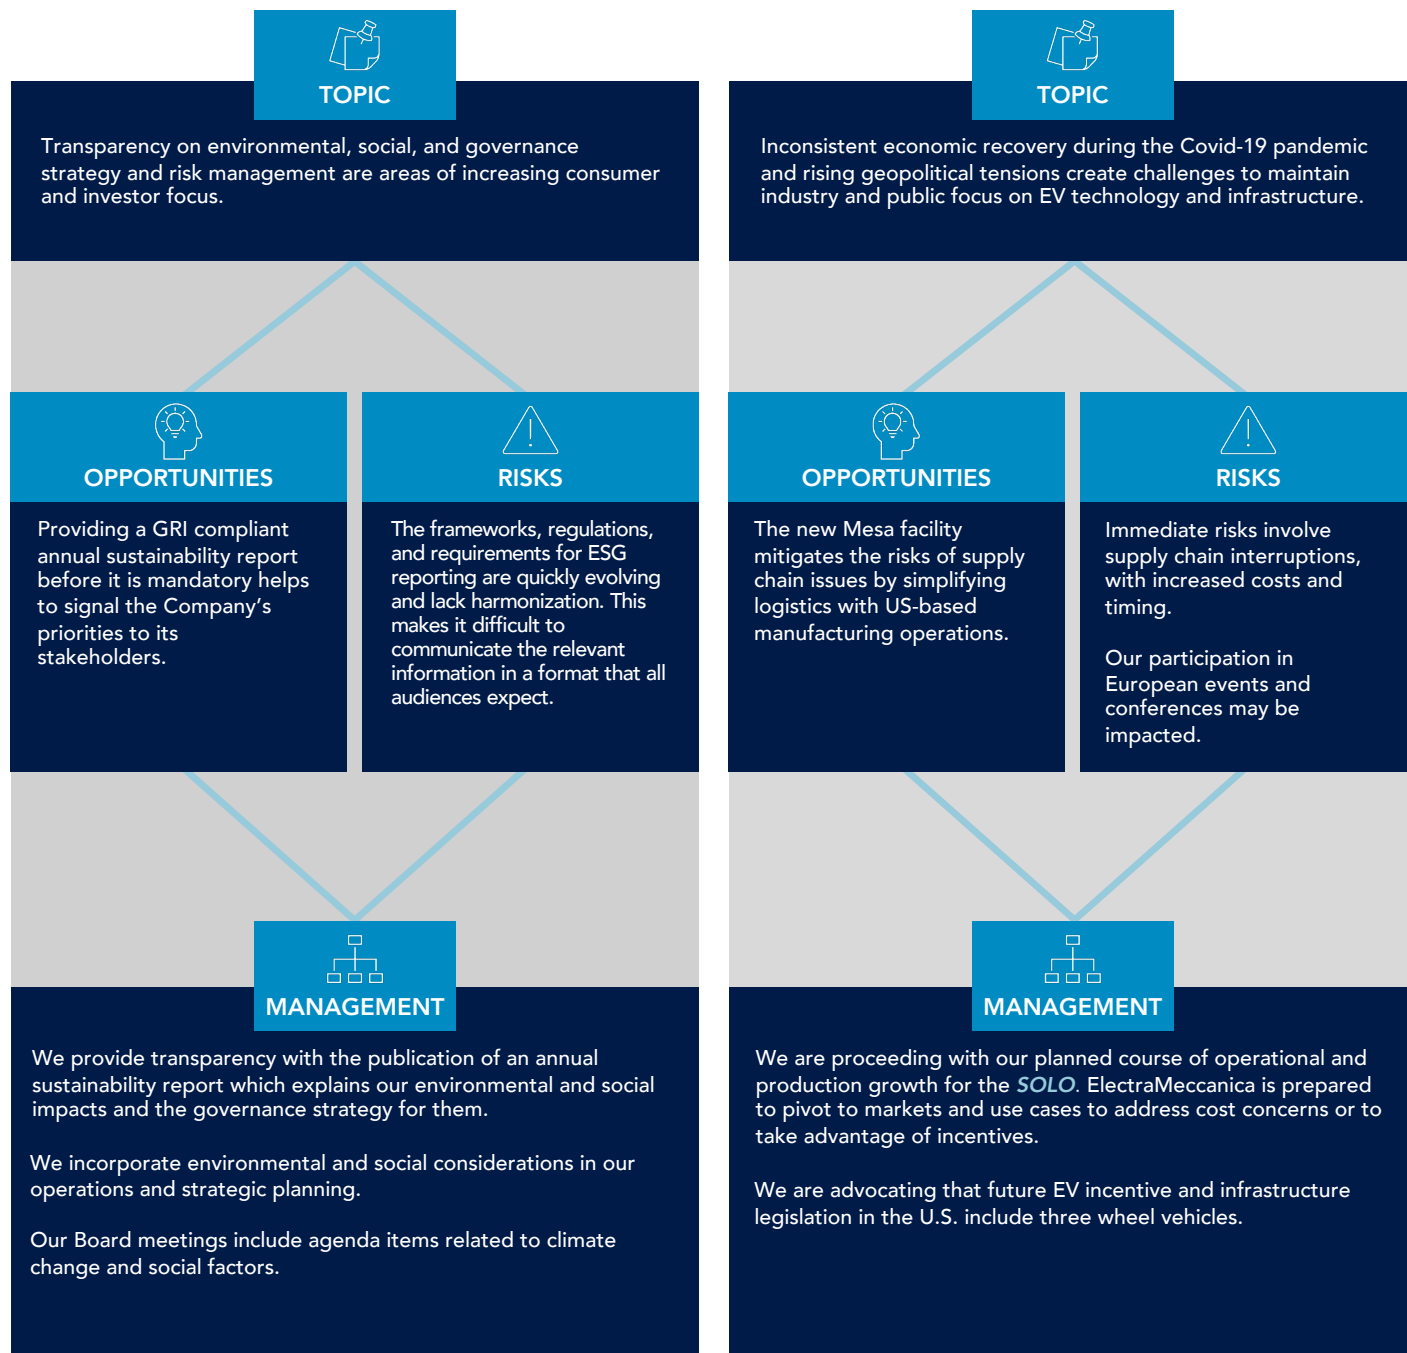 TOPIC
Transparency on environmental, social, and governance
strategy and risk management are areas of increasing consumer
and investor focus.
OPPORTUNITIES
Providing a GRI compliant
annual sustainability report
before it is mandatory helps
to signal the Company’s
priorities to its
stakeholders.
RISKS
The frameworks, regulations,
and requirements for ESG
reporting are quickly evolving
and lack harmonization. This
makes it difficult to
communicate the relevant
information in a format that all
audiences expect.
MANAGEMENT
We provide transparency with the publication of an annual
sustainability report which explains our environmental and social
impacts and the governance strategy for them.
We incorporate environmental and social considerations in our
operations and strategic planning.
Our Board meetings include agenda items related to climate
change and social factors.
TOPIC
Inconsistent economic recovery during the Covid-19 pandemic
and rising geopolitical tensions create challenges to maintain
industry and public focus on EV technology and infrastructure.
OPPORTUNITIES
The new Mesa facility
mitigates the risks of supply
chain issues by simplifying
logistics with US-based
manufacturing operations.
RISKS
Immediate risks involve
supply chain interruptions,
with increased costs and
timing.
Our participation in
European events and
conferences may be
impacted.
MANAGEMENT
We are proceeding with our planned course of operational and
production growth for the SOLO. ElectraMeccanica is prepared
to pivot to markets and use cases to address cost concerns or to
take advantage of incentives.
We are advocating that future EV incentive and infrastructure
legislation in the U.S. include three wheel vehicles.